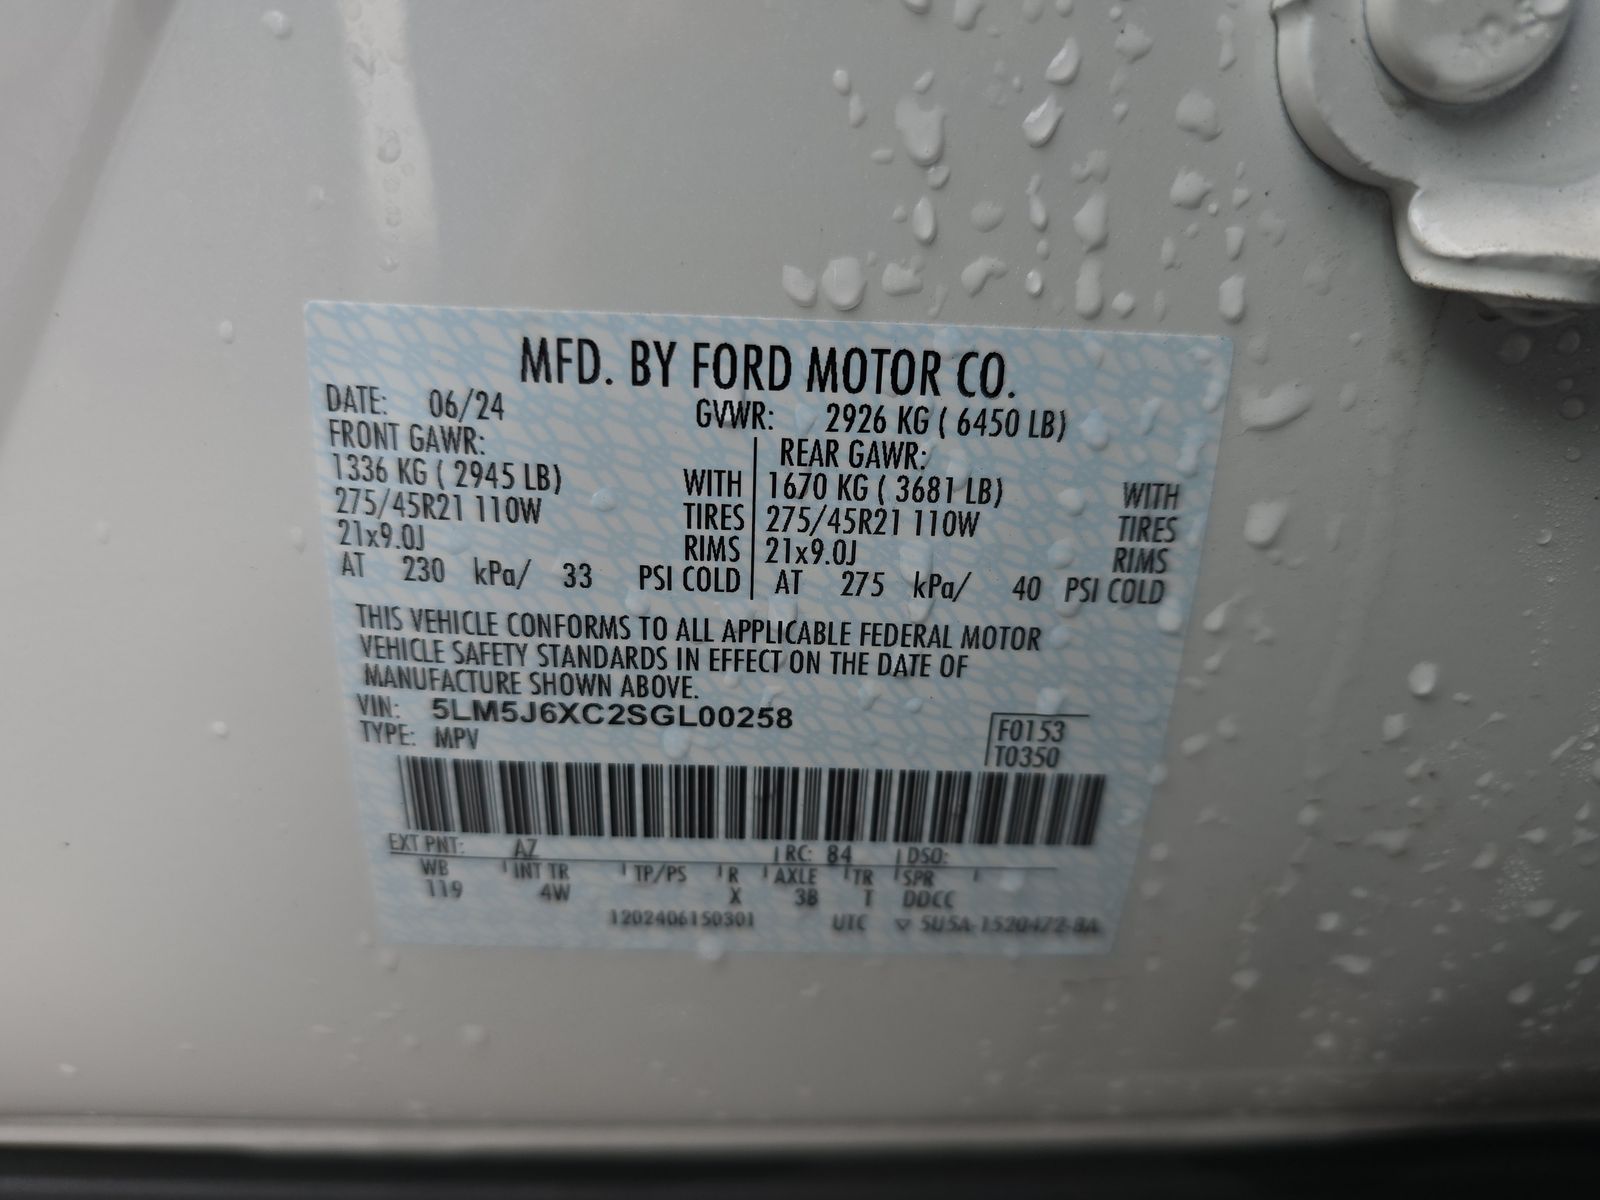 MFD. BY FORD MOTOR CO.
DATE: 06/24 GVWR: 2926 KG ( 6450 LB)
FRONT GAWR: REAR GAWR:
1336 KG ( 2945 LB) WITH 1670 KG ( 3681 LB) WITH
275/45R21 110W TIRES 275/45R21 110W TIRES
21x9.0J RIMS 21x9.0J RIMS
AT 230 kPa/ 33 PSI COLD AT 275 kPa/ 40 PSI COLD
THIS VEHICLE CONFORMS TO ALL APPLICABLE FEDERAL MOTOR
VEHICLE SAFETY STANDARDS IN EFFECT ON THE DATE OF
MANUFACTURE SHOWN ABOVE.
VIN: 5LM5J6XC2SGL00258
TYPE: MPV
F0153
T0350
EXT PNT: AZ RC: 84 DSO:
WB INT TR TP/PS R AXLE TR SPR
119 4W X 3B T DDCC
1202406150301 UTC ▽ 5U5A-1520472-BA